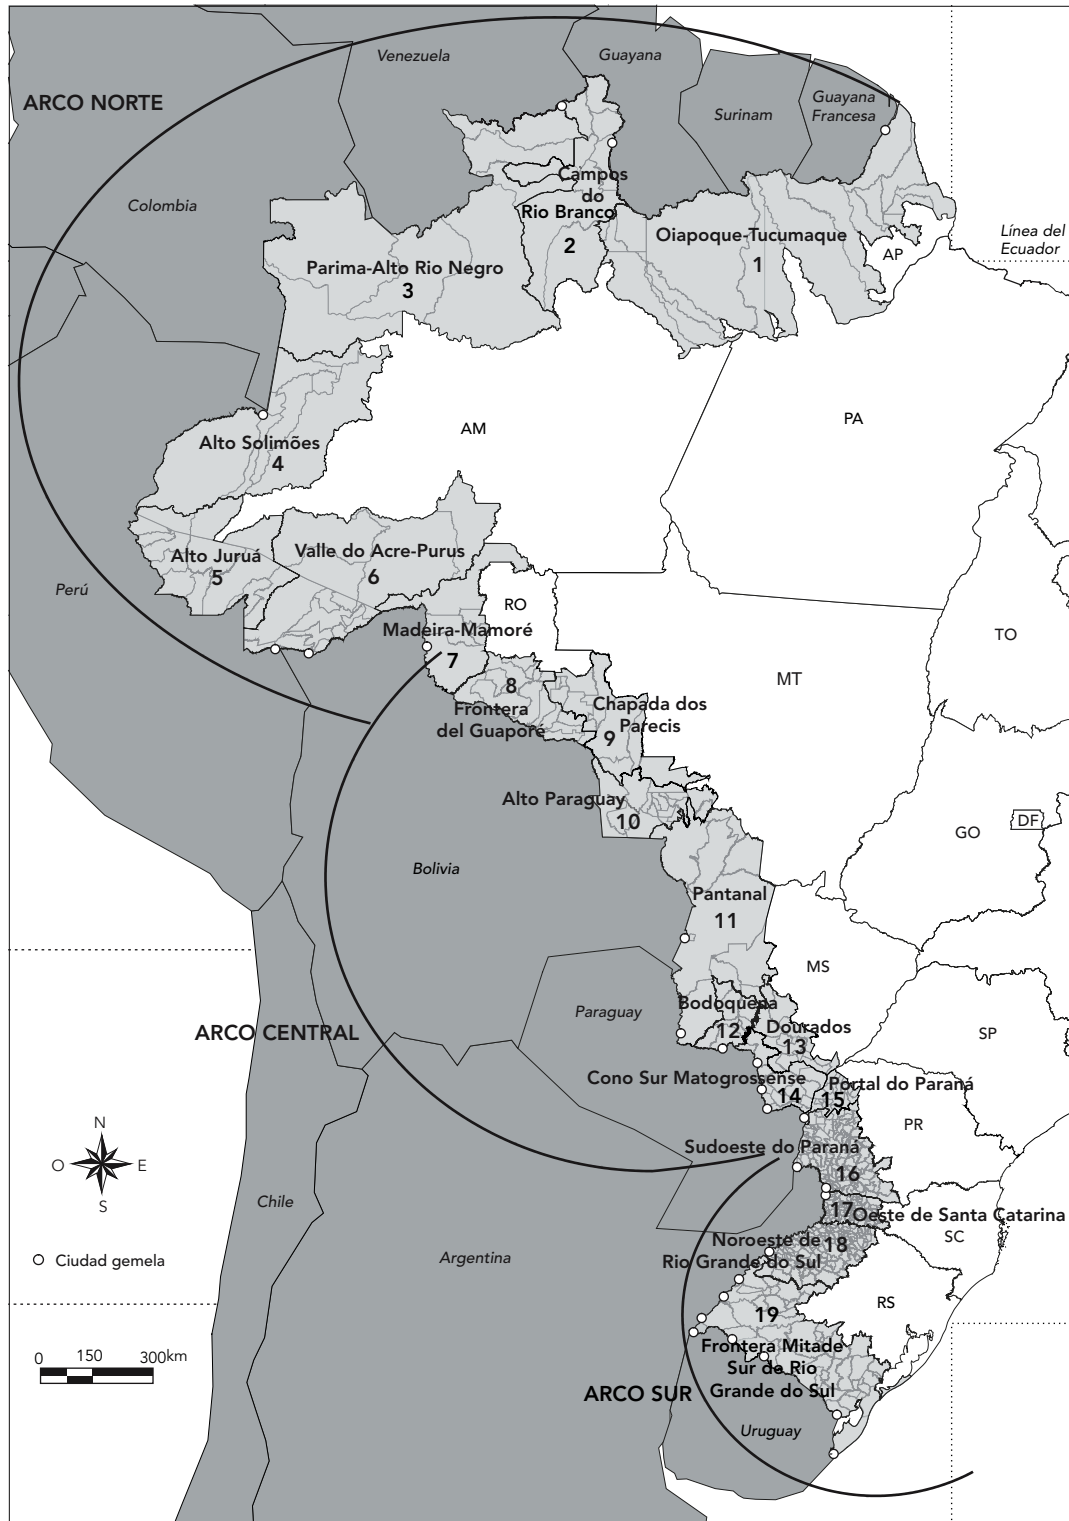 Venezuela
Guayana
ARCO NORTE
Surinam
Guayana
Francesa
Colombia
Campos
do
Rio Branco
2
Oiapoque-Tucumaque
1
AP
Línea del
Ecuador
Parima-Alto Rio Negro
3
AM
PA
Alto Solimões
4
Alto Juruá
5
Valle do Acre-Purus
6
Perú
RO
Madeira-Mamoré
7
TO
MT
8
Frontera
del Guaporé
Chapada dos
Parecis
9
Alto Paraguay
10
GO
DF
Bolivia
Pantanal
11
MS
Paraguay
Bodoquena
12
Dourados
13
SP
ARCO CENTRAL
Cono Sur Matogrossense
14
Portal do Paraná
15
PR
N
O
E
S
Sudoeste do Paraná
16
Chile
17
Oeste de Santa Catarina
SC
Ciudad gemela
Argentina
Noroeste de
Rio Grande do Sul
18
RS
19
Frontera Mitade
Sur de Rio
Grande do Sul
0 150 300km
ARCO SUR
Uruguay